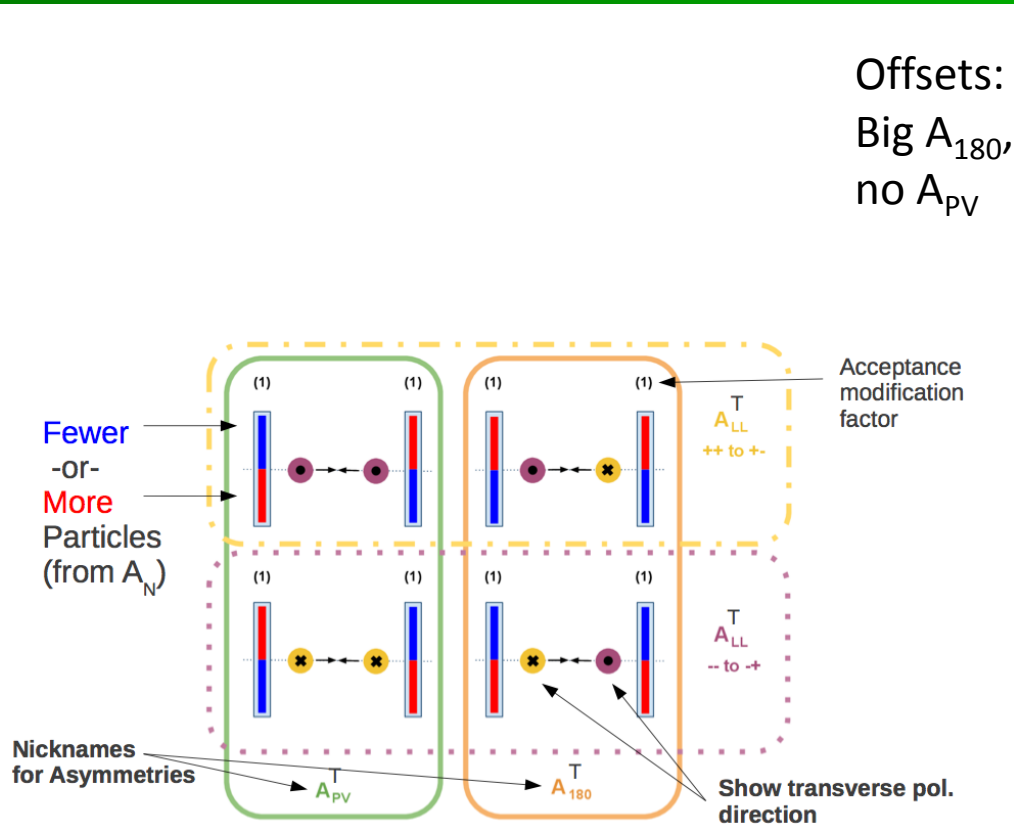 Offsets:
Big A180,
no APV
(1) (1) (1) (1)
Acceptance
modification
factor
T
ALL
++ to +-
Fewer
-or-
More
Particles
(from AN)
(1) (1) (1) (1)
T
ALL
-- to -+
Nicknames
for Asymmetries
T
APV
T
A180
Show transverse pol.
direction